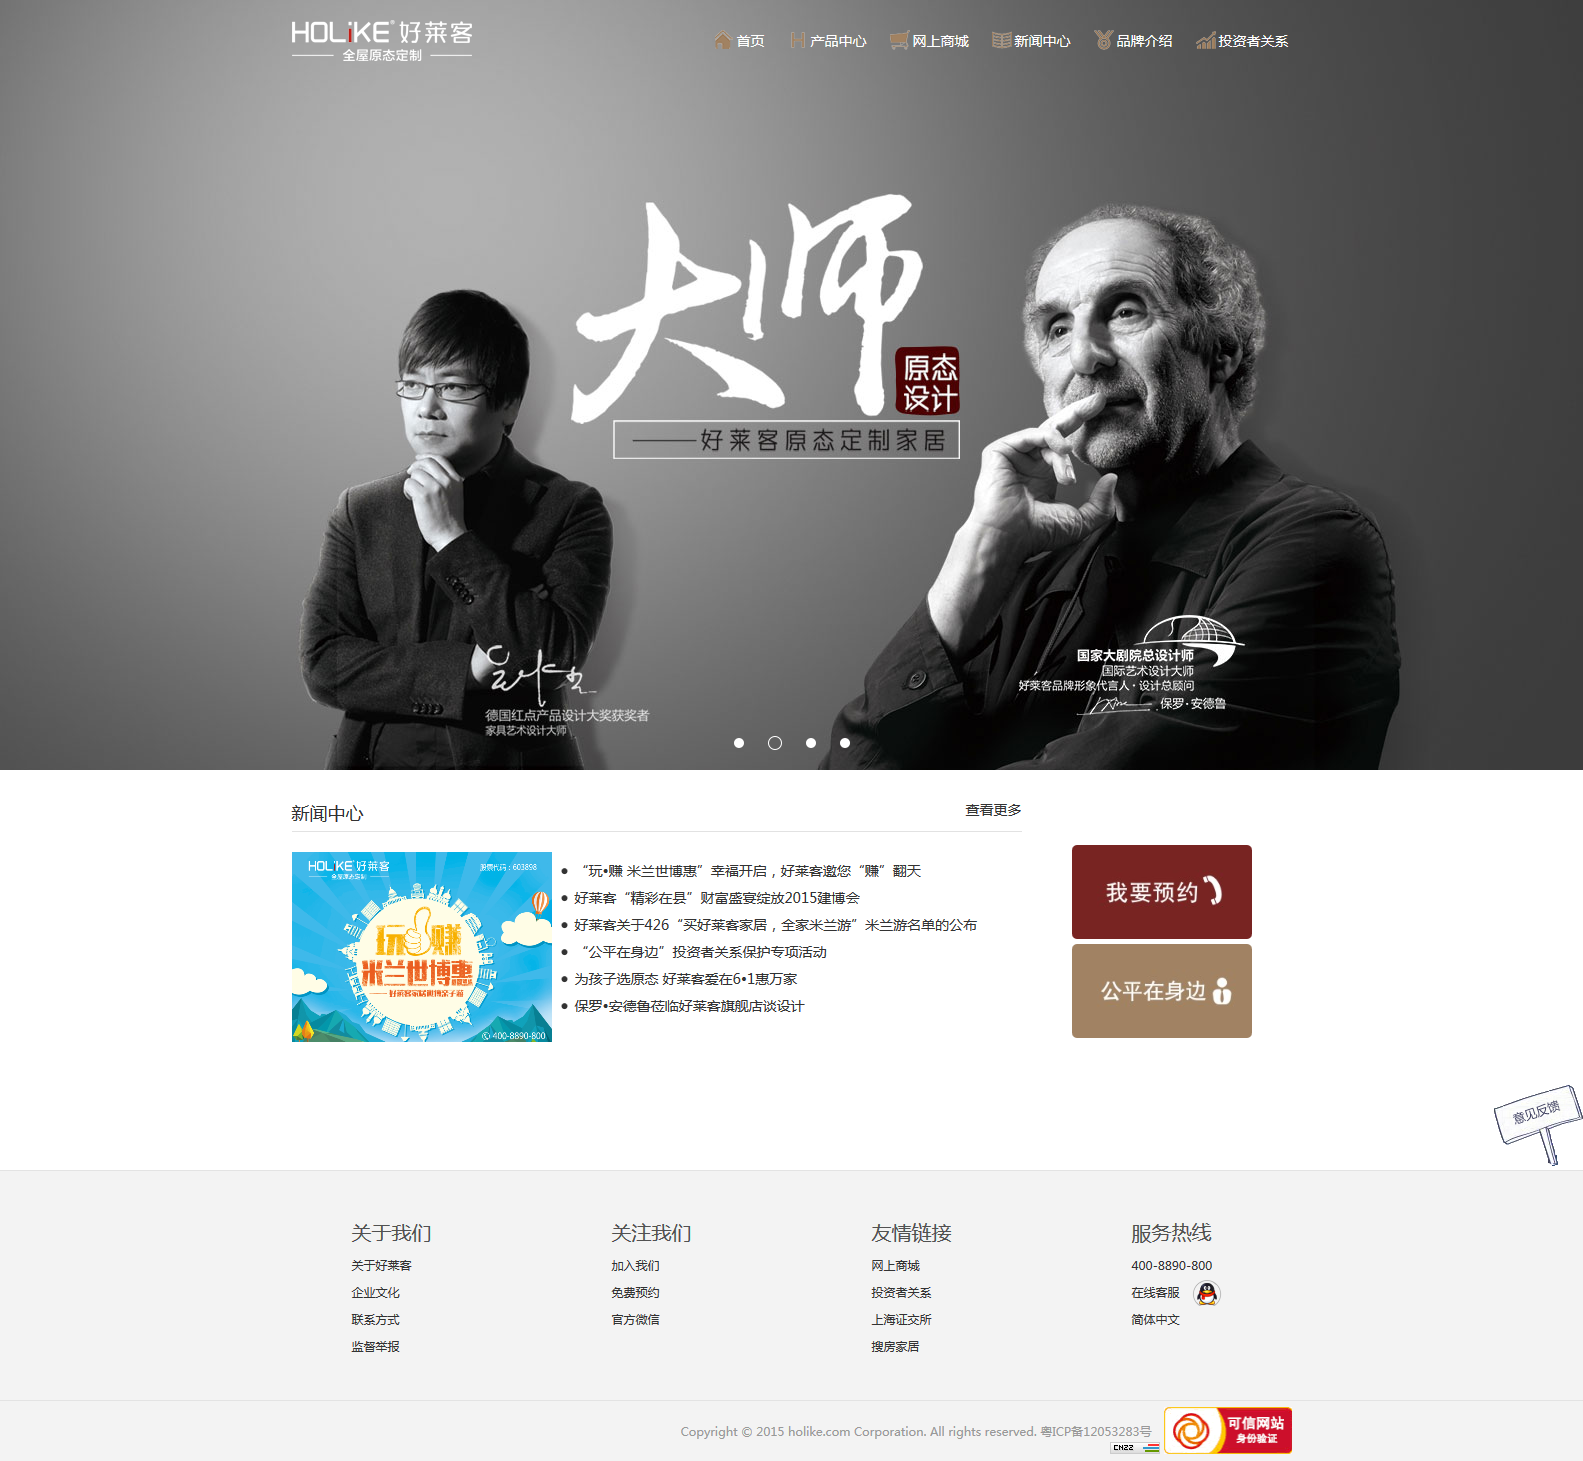 HOLiKE® 好莱客
全屋原态定制
首页
产品中心
网上商城
新闻中心
品牌介绍
投资者关系
大师
原态
设计
——好莱客原态定制家居
德国红点产品设计大奖获奖者
家具艺术设计大师
国家大剧院总设计师
国际艺术设计大师
好莱客品牌形象代言人·设计总顾问
保罗·安德鲁
新闻中心
查看更多
HOLiKE 好莱客
全屋原态定制
股票代码：603898
玩 赚
米兰世博惠
400-8890-800
“玩•赚 米兰世博惠”幸福开启，好莱客邀您“赚”翻天
好莱客“精彩在县”财富盛宴绽放2015建博会
好莱客关于426“买好莱客家居，全家米兰游”米兰游名单的公布
“公平在身边”投资者关系保护专项活动
为孩子选原态 好莱客爱在6•1惠万家
保罗•安德鲁莅临好莱客旗舰店谈设计
我要预约
公平在身边
意见反馈
关于我们
关于好莱客
企业文化
联系方式
监督举报
关注我们
加入我们
免费预约
官方微信
友情链接
网上商城
投资者关系
上海证交所
搜房家居
服务热线
400-8890-800
在线客服
简体中文
Copyright © 2015 holike.com Corporation. All rights reserved. 粤ICP备12053283号
CNZZ
可信网站
身份验证